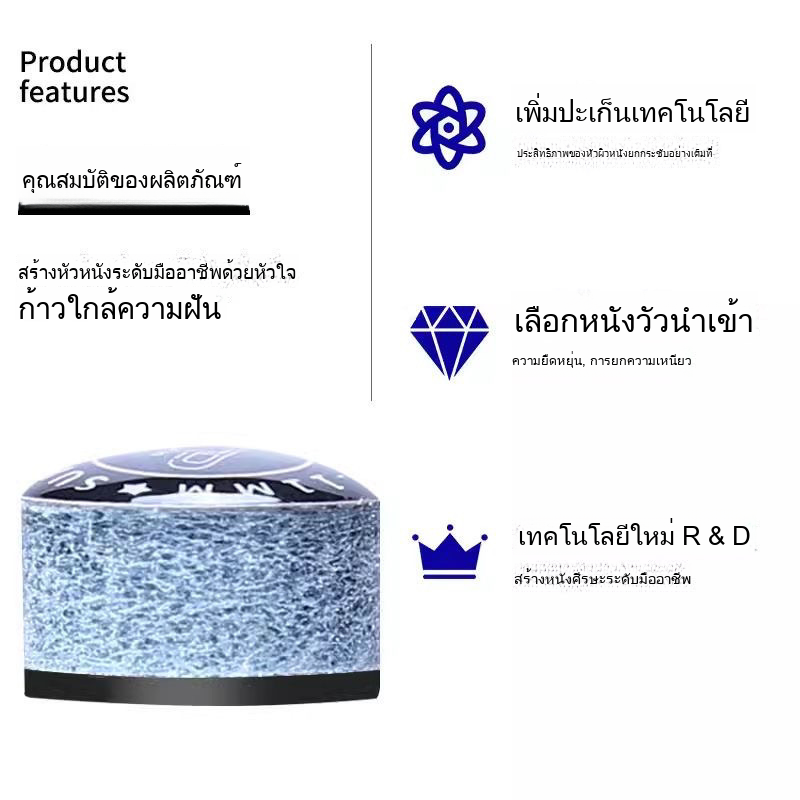 Product
features
คุณสมบัติของผลิตภัณฑ์
สร้างหัวหนังระดับมืออาชีพด้วยหัวใจ
ก้าวใกล้ความฝัน
เพิ่มปะเก็นเทคโนโลยี
ประสิทธิภาพของหัวผิวหนังยกกระชับอย่างเต็มที่
เลือกหนังวัวนำเข้า
ความยืดหยุ่น, การยกความเหนียว
เทคโนโลยีใหม่ R & D
สร้างหนังศีรษะระดับมืออาชีพ
11MM